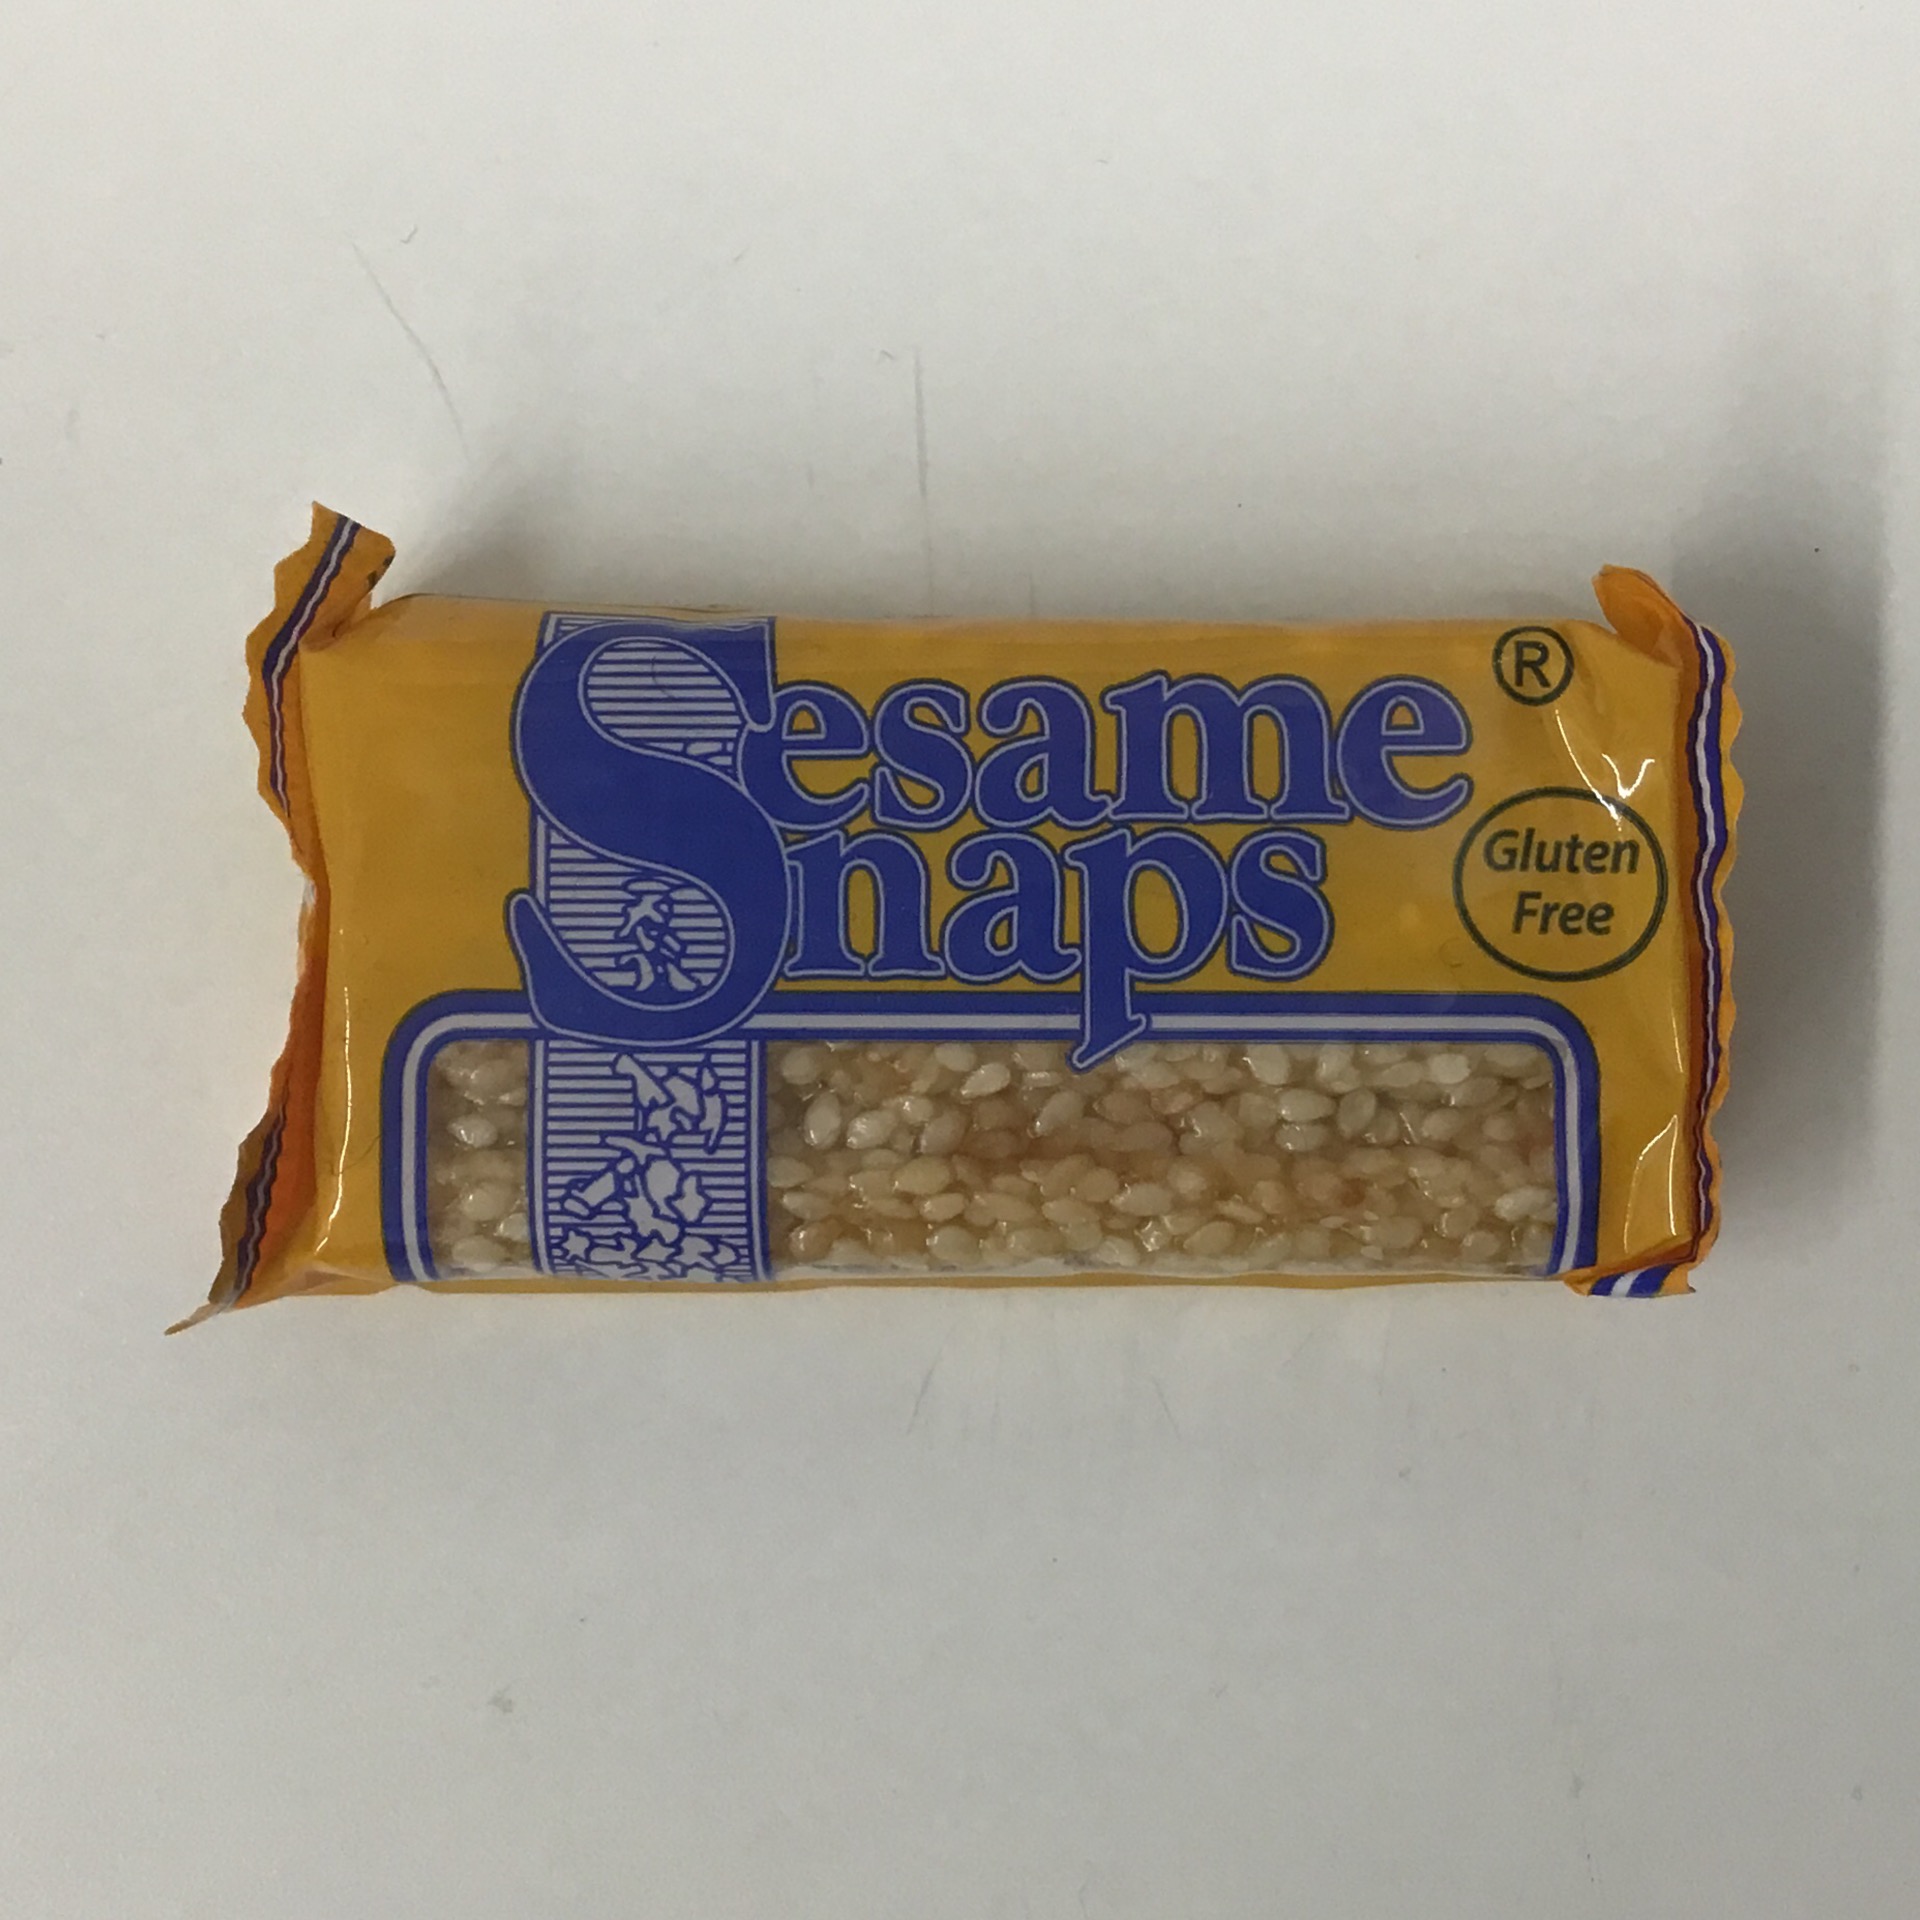 Sesame
Snaps
®
Gluten
Free